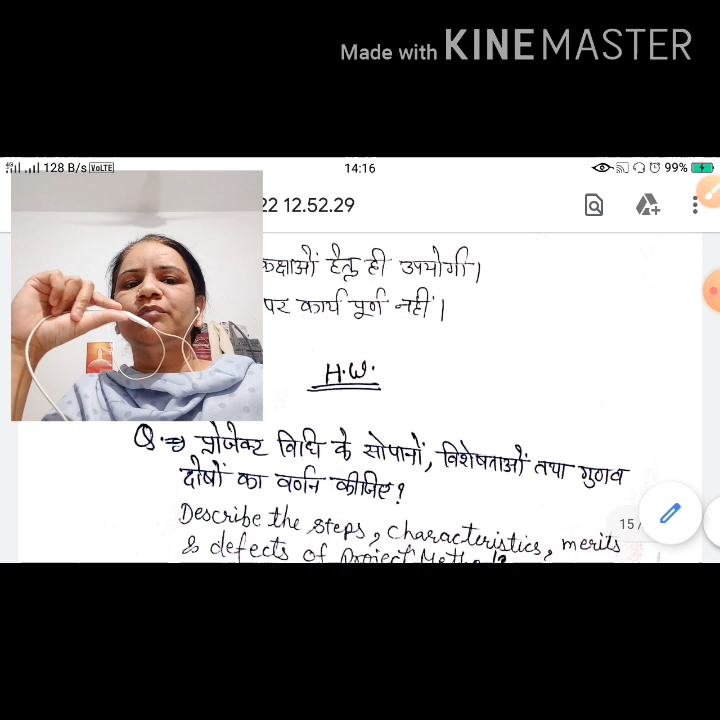 Made with KINEMASTER
128 B/s VoLTE 14:16 99%
22 12.52.29
कक्षाओं हेतु ही उपयोगी।
पर कार्य पूर्ण नहीं।
H.W.
Q.⇒ प्रोजेक्ट विधि के सोपानों, विशेषताओं तथा गुण व
दोषों का वर्णन कीजिए?
Describe the steps, characteristics, merits
& defects of Project
15/